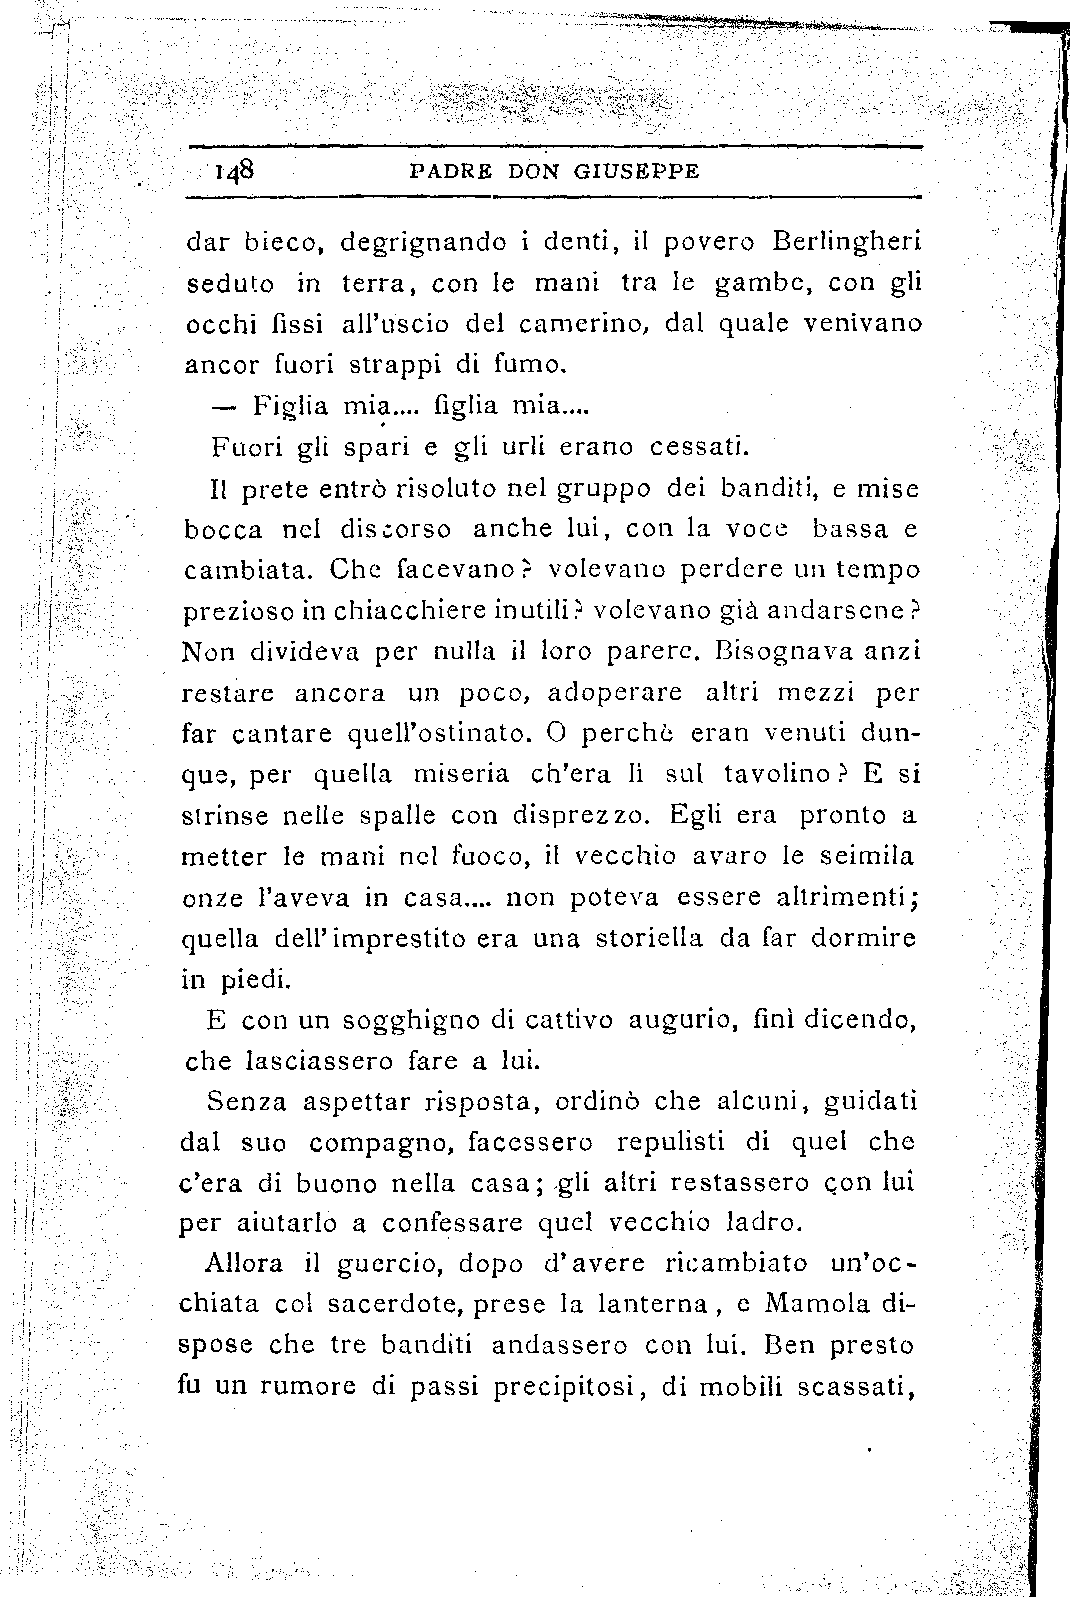 148 PADRE DON GIUSEPPE
dar bieco, degrignando i denti, il povero Berlingheri
seduto in terra, con le mani tra le gambe, con gli
occhi fissi all'uscio del camerino, dal quale venivano
ancor fuori strappi di fumo.
— Figlia mia.... figlia mia....
Fuori gli spari e gli urli erano cessati.
Il prete entrò risoluto nel gruppo dei banditi, e mise
bocca nel discorso anche lui, con la voce bassa e
cambiata. Che facevano? volevano perdere un tempo
prezioso in chiacchiere inutili? volevano già andarsene?
Non divideva per nulla il loro parere. Bisognava anzi
restare ancora un poco, adoperare altri mezzi per
far cantare quell'ostinato. O perchè eran venuti dun-
que, per quella miseria ch'era lì sul tavolino? E si
strinse nelle spalle con disprezzo. Egli era pronto a
metter le mani nel fuoco, il vecchio avaro le seimila
onze l'aveva in casa.... non poteva essere altrimenti;
quella dell'imprestito era una storiella da far dormire
in piedi.
E con un sogghigno di cattivo augurio, finì dicendo,
che lasciassero fare a lui.
Senza aspettar risposta, ordinò che alcuni, guidati
dal suo compagno, facessero repulisti di quel che
c'era di buono nella casa; gli altri restassero con lui
per aiutarlo a confessare quel vecchio ladro.
Allora il guercio, dopo d'avere ricambiato un'oc-
chiata col sacerdote, prese la lanterna, e Mamola di-
spose che tre banditi andassero con lui. Ben presto
fu un rumore di passi precipitosi, di mobili scassati,